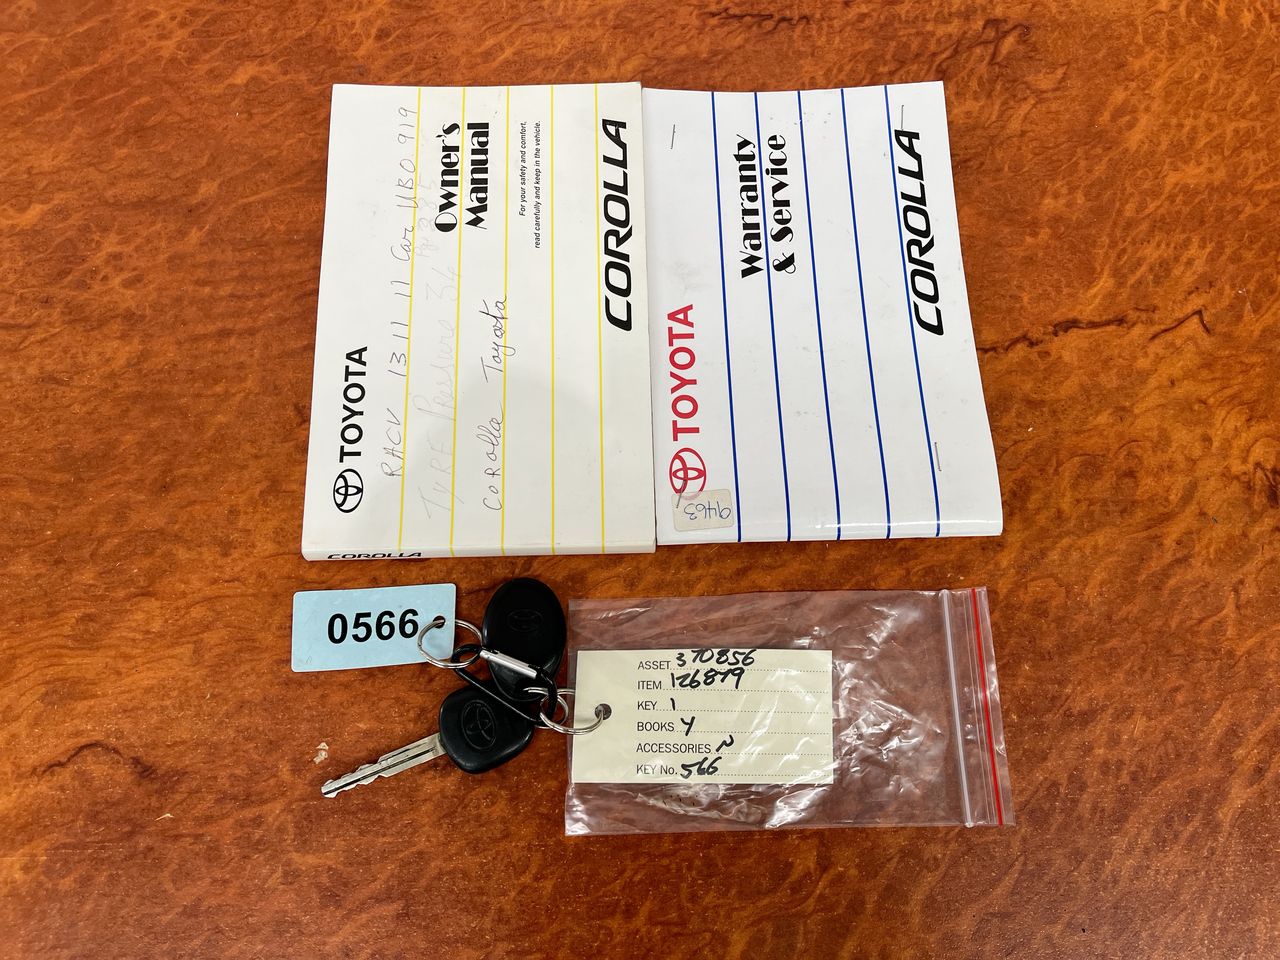 TOYOTA
RACV 13 11 11 Car UBO 919
TYRE Pressure 34
Corolla Toyota
Owner's
Manual
For your safety and comfort,
read carefully and keep in the vehicle.
COROLLA
COROLLA
TOYOTA
9463
Warranty
& Service
COROLLA
0566
ASSET 370856
ITEM 126879
KEY 1
BOOKS Y
ACCESSORIES N
KEY No. 566